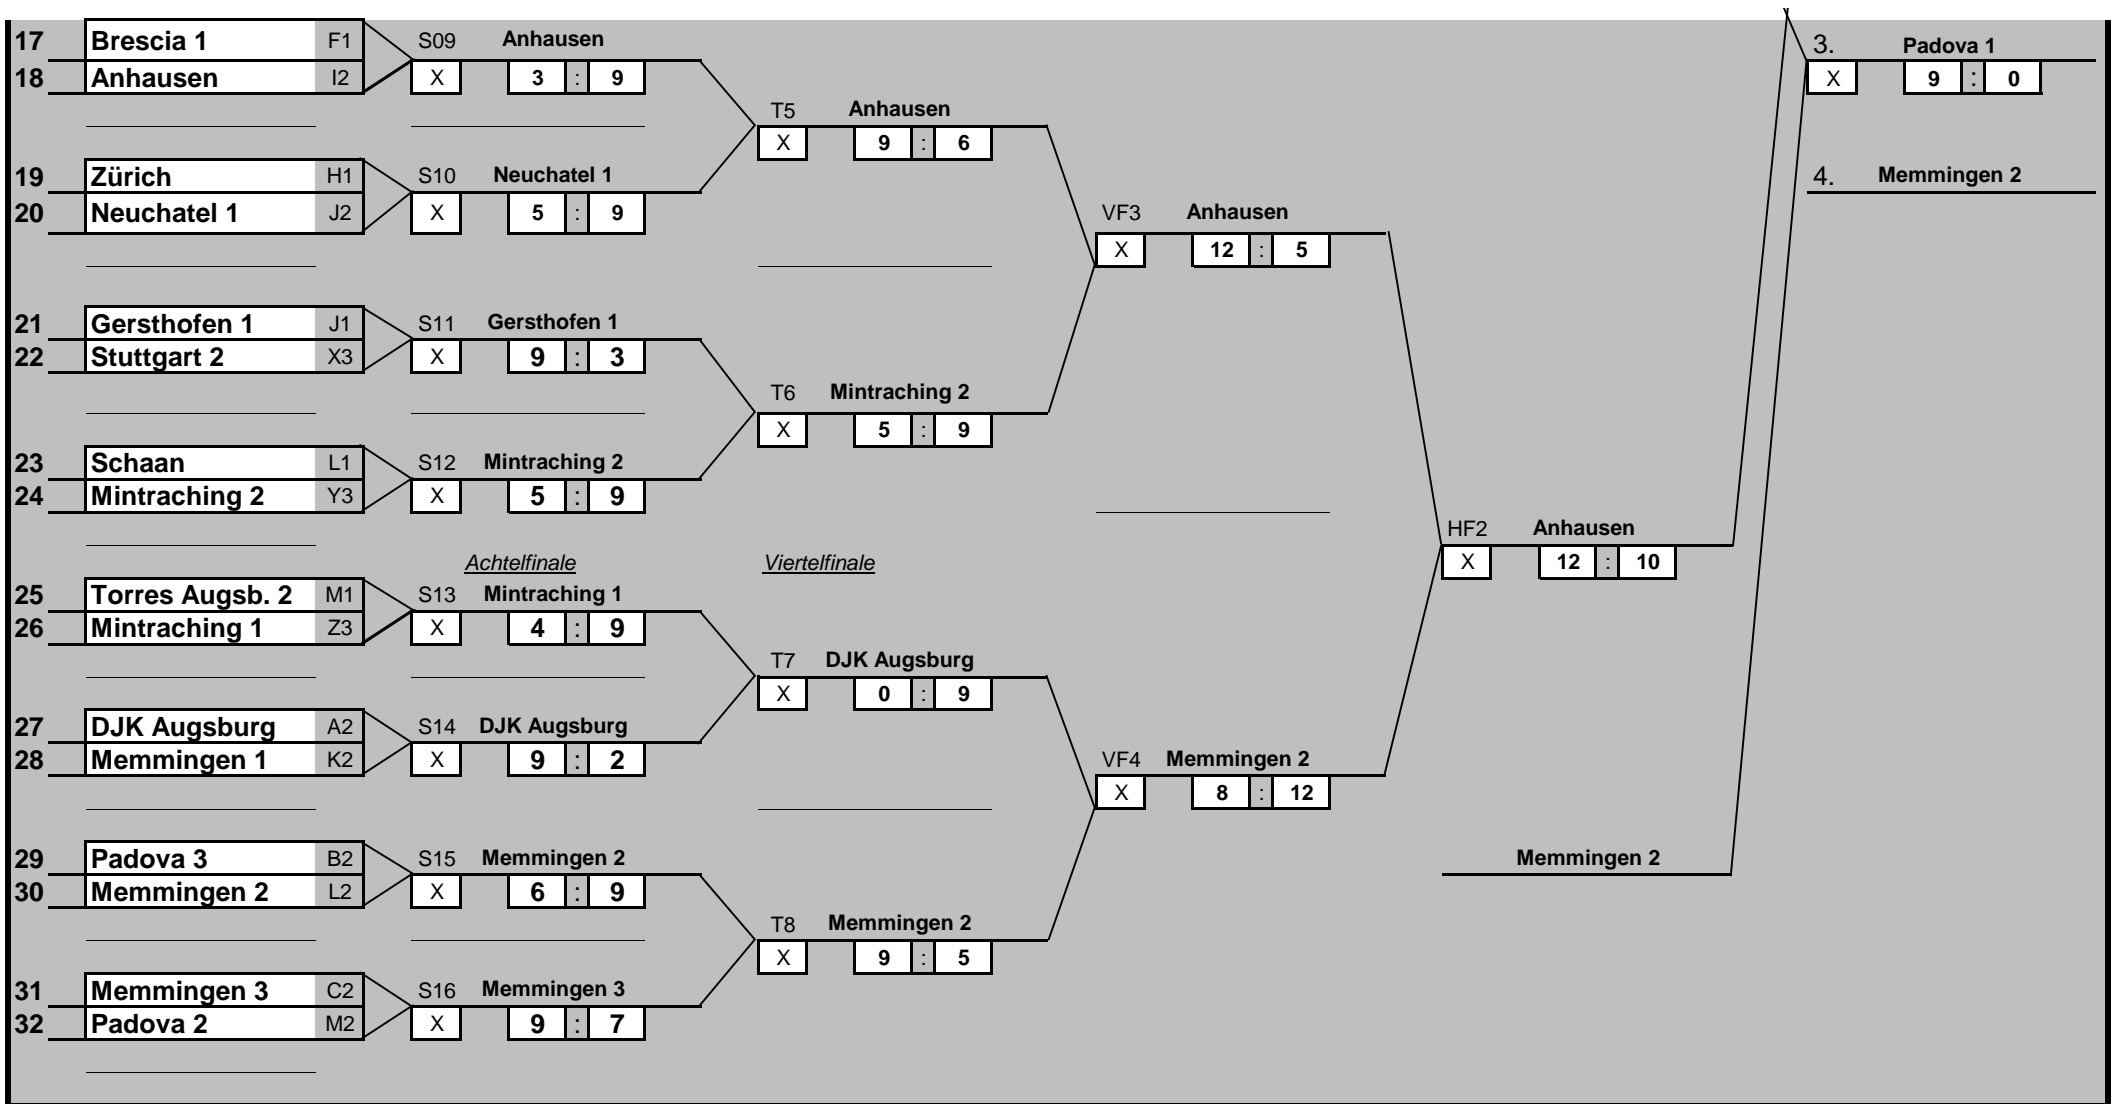 17 Brescia 1 F1 S09 Anhausen 3. Padova 1
18 Anhausen I2 X 3 : 9 X 9 : 0
T5 Anhausen
X 9 : 6
19 Zürich H1 S10 Neuchatel 1 4. Memmingen 2
20 Neuchatel 1 J2 X 5 : 9 VF3 Anhausen
X 12 : 5
21 Gersthofen 1 J1 S11 Gersthofen 1
22 Stuttgart 2 X3 X 9 : 3
T6 Mintraching 2
X 5 : 9
23 Schaan L1 S12 Mintraching 2
24 Mintraching 2 Y3 X 5 : 9
HF2 Anhausen
Achtelfinale Viertelfinale X 12 : 10
25 Torres Augsb. 2 M1 S13 Mintraching 1
26 Mintraching 1 Z3 X 4 : 9
T7 DJK Augsburg
X 0 : 9
27 DJK Augsburg A2 S14 DJK Augsburg
28 Memmingen 1 K2 X 9 : 2 VF4 Memmingen 2
X 8 : 12
29 Padova 3 B2 S15 Memmingen 2 Memmingen 2
30 Memmingen 2 L2 X 6 : 9
T8 Memmingen 2
X 9 : 5
31 Memmingen 3 C2 S16 Memmingen 3
32 Padova 2 M2 X 9 : 7